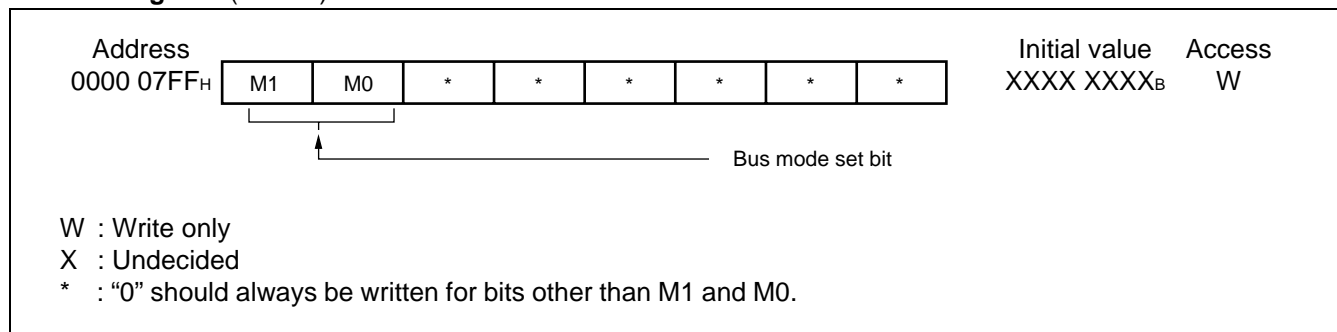 Address
Initial value Access
0000 07FFH M1 M0 * * * * * * XXXX XXXXB W
Bus mode set bit
W : Write only
X : Undecided
* : “0” should always be written for bits other than M1 and M0.